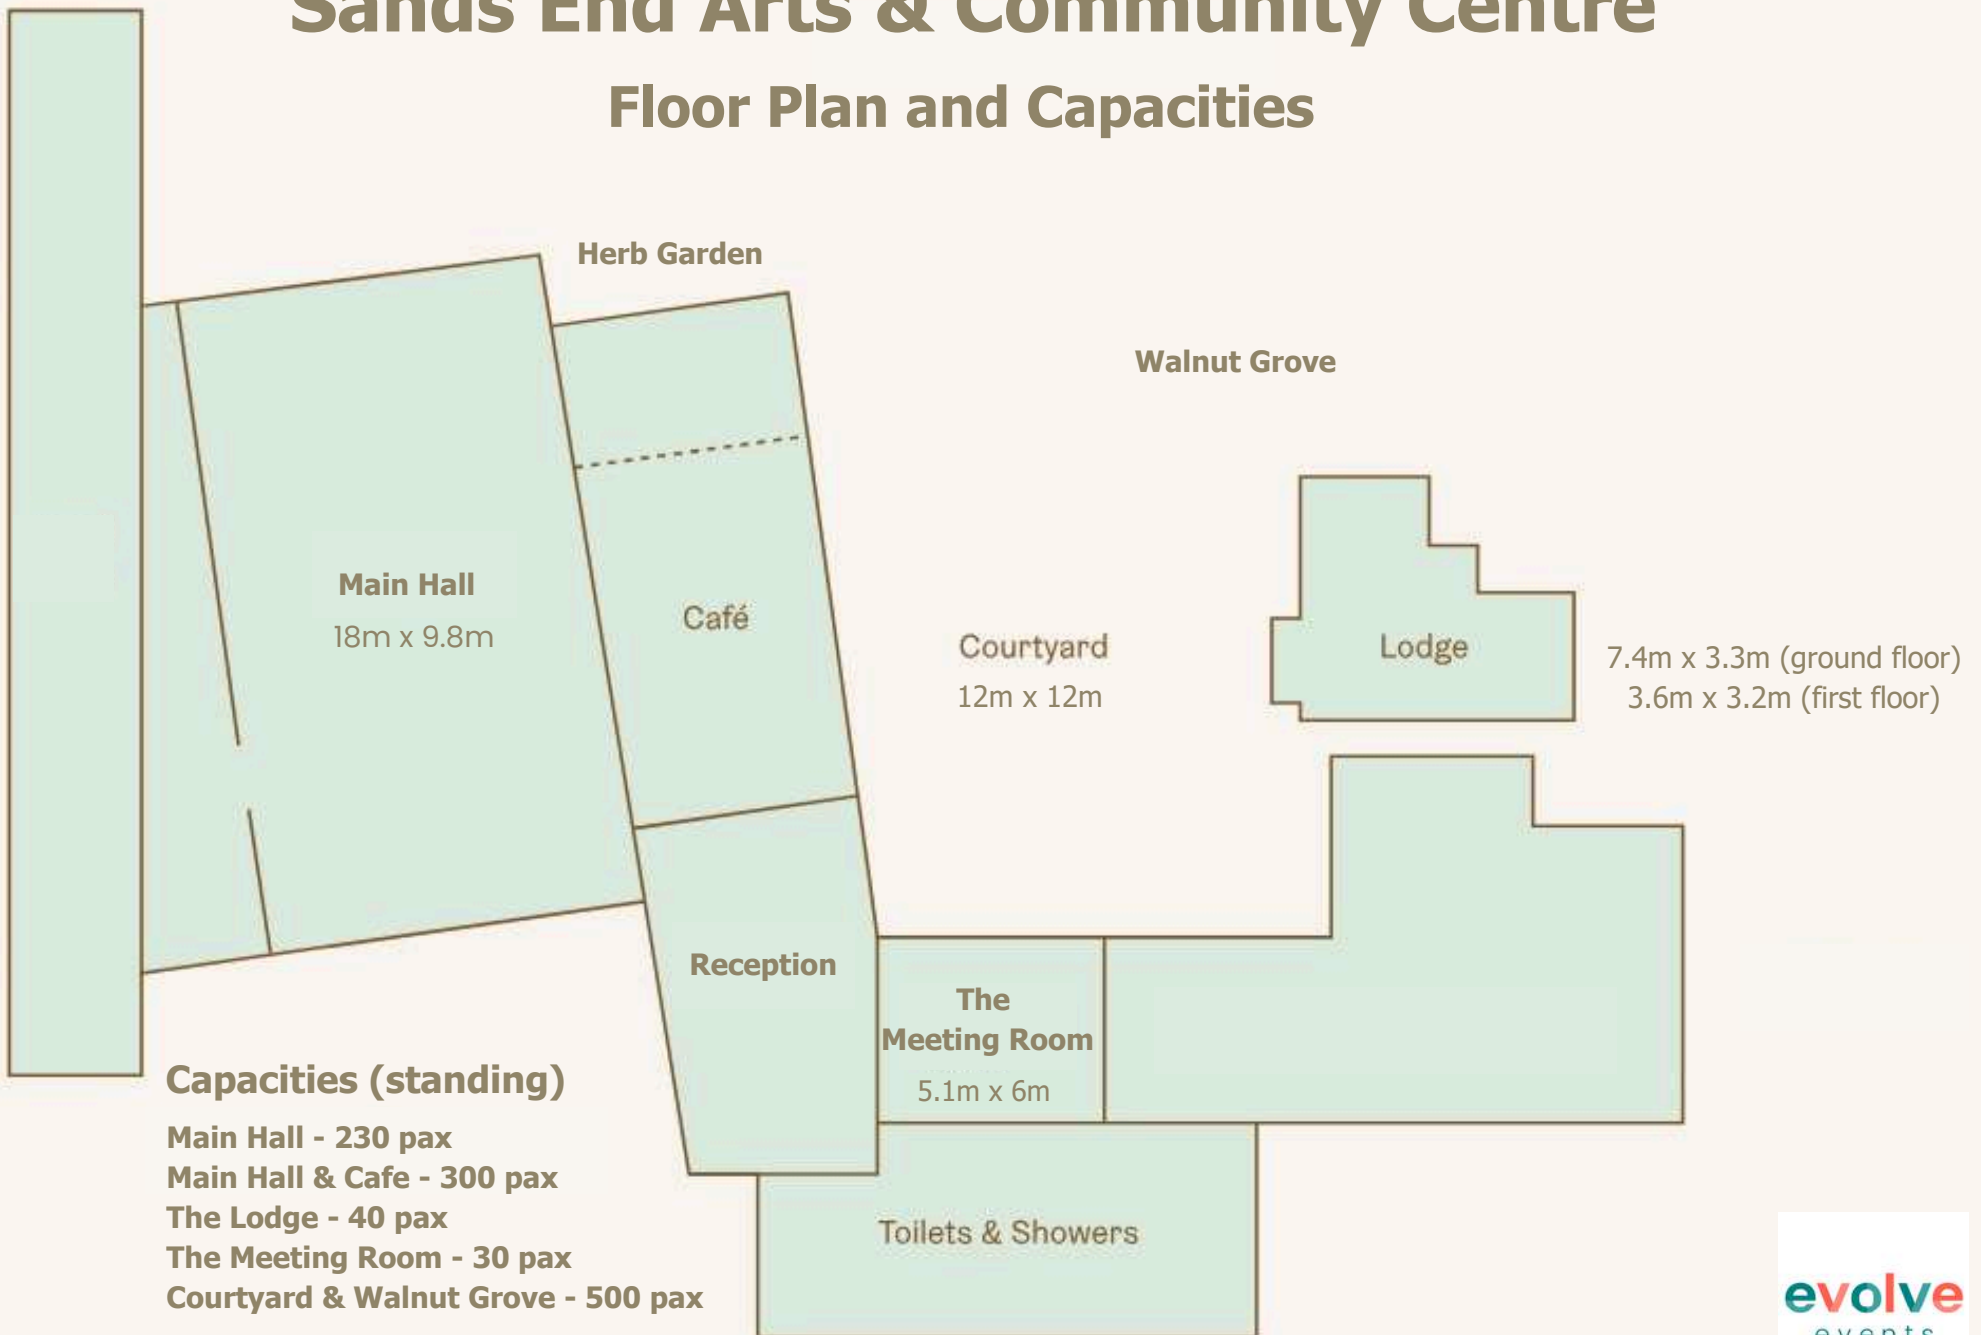 Sands End Arts & Community Centre
Floor Plan and Capacities
Herb Garden
Walnut Grove
Main Hall
18m x 9.8m
Café
Courtyard
12m x 12m
Lodge
7.4m x 3.3m (ground floor)
3.6m x 3.2m (first floor)
Reception
The
Meeting Room
5.1m x 6m
Toilets & Showers
Capacities (standing)
Main Hall - 230 pax
Main Hall & Cafe - 300 pax
The Lodge - 40 pax
The Meeting Room - 30 pax
Courtyard & Walnut Grove - 500 pax
evolve
events